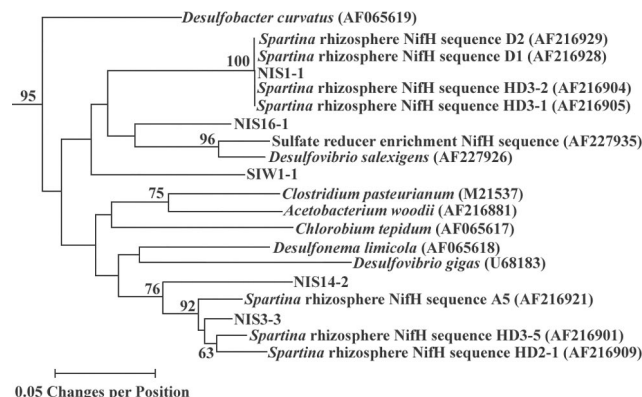 Desulfobacter curvatus (AF065619)
Spartina rhizosphere NifH sequence D2 (AF216929)
Spartina rhizosphere NifH sequence D1 (AF216928)
100
NIS1-1
95
Spartina rhizosphere NifH sequence HD3-2 (AF216904)
Spartina rhizosphere NifH sequence HD3-1 (AF216905)
NIS16-1
96
Sulfate reducer enrichment NifH sequence (AF227935)
Desulfovibrio salexigens (AF227926)
SIW1-1
75
Clostridium pasteurianum (M21537)
Acetobacterium woodii (AF216881)
Chlorobium tepidum (AF065617)
Desulfonema limicola (AF065618)
Desulfovibrio gigas (U68183)
76
NIS14-2
92
Spartina rhizosphere NifH sequence A5 (AF216921)
NIS3-3
Spartina rhizosphere NifH sequence HD3-5 (AF216901)
63
Spartina rhizosphere NifH sequence HD2-1 (AF216909)
0.05 Changes per Position